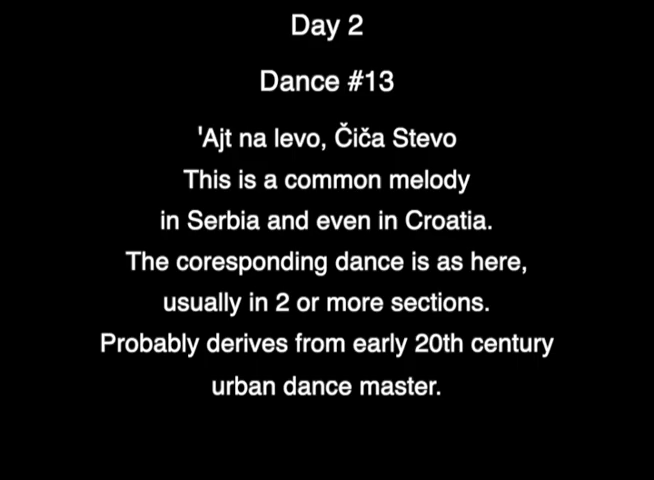 Day 2
Dance #13
'Ajt na levo, Čiča Stevo
This is a common melody
in Serbia and even in Croatia.
The coresponding dance is as here,
usually in 2 or more sections.
Probably derives from early 20th century
urban dance master.